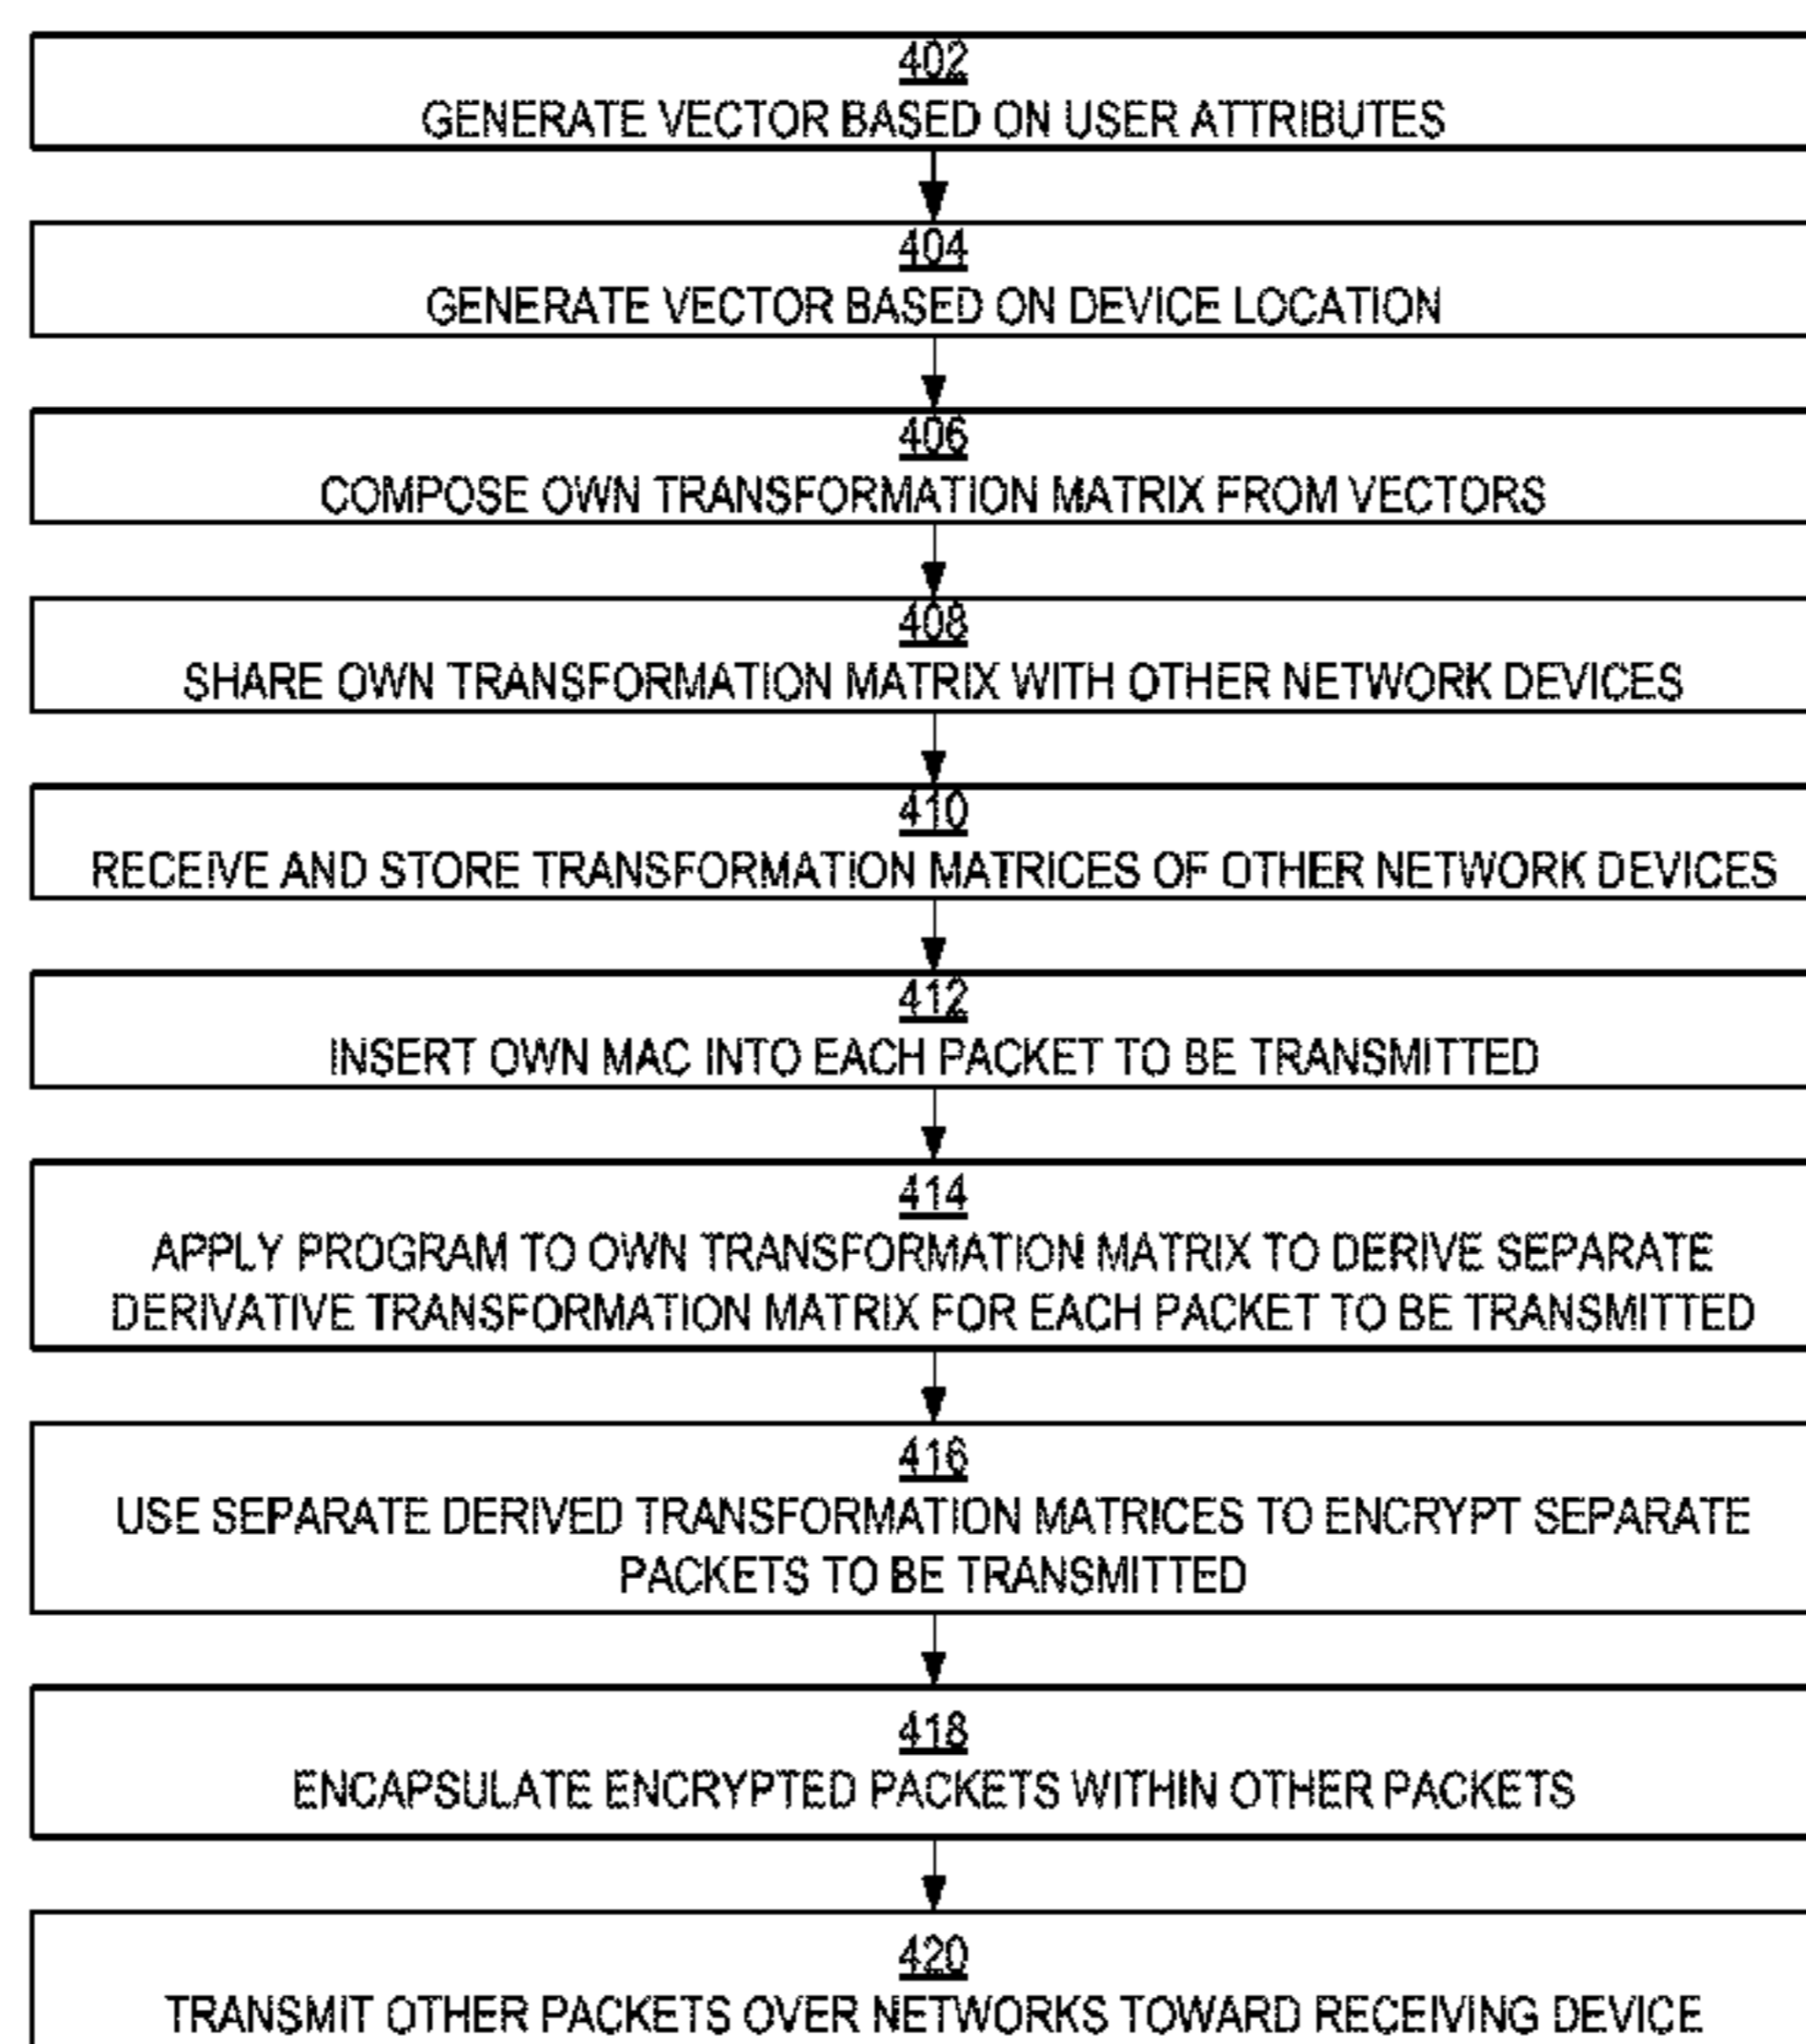 402
GENERATE VECTOR BASED ON USER ATTRIBUTES
404
GENERATE VECTOR BASED ON DEVICE LOCATION
406
COMPOSE OWN TRANSFORMATION MATRIX FROM VECTORS
408
SHARE OWN TRANSFORMATION MATRIX WITH OTHER NETWORK DEVICES
410
RECEIVE AND STORE TRANSFORMATION MATRICES OF OTHER NETWORK DEVICES
412
INSERT OWN MAC INTO EACH PACKET TO BE TRANSMITTED
414
APPLY PROGRAM TO OWN TRANSFORMATION MATRIX TO DERIVE SEPARATE
DERIVATIVE TRANSFORMATION MATRIX FOR EACH PACKET TO BE TRANSMITTED
416
USE SEPARATE DERIVED TRANSFORMATION MATRICES TO ENCRYPT SEPARATE
PACKETS TO BE TRANSMITTED
418
ENCAPSULATE ENCRYPTED PACKETS WITHIN OTHER PACKETS
420
TRANSMIT OTHER PACKETS OVER NETWORKS TOWARD RECEIVING DEVICE